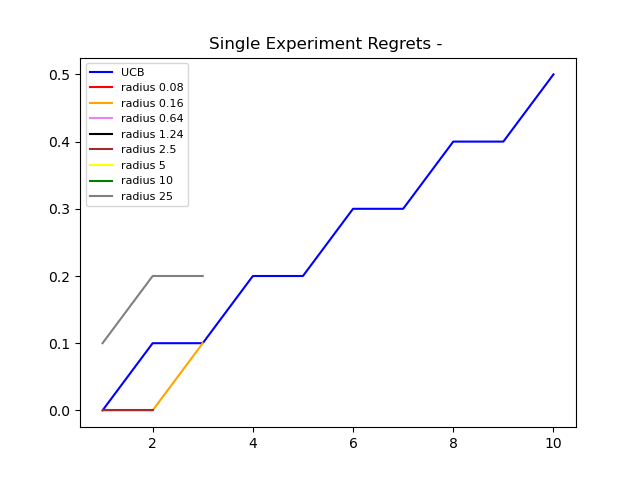 Single Experiment Regrets -
UCB
radius 0.08
radius 0.16
radius 0.64
radius 1.24
radius 2.5
radius 5
radius 10
radius 25
0.5
0.4
0.3
0.2
0.1
0.0
2 4 6 8 10